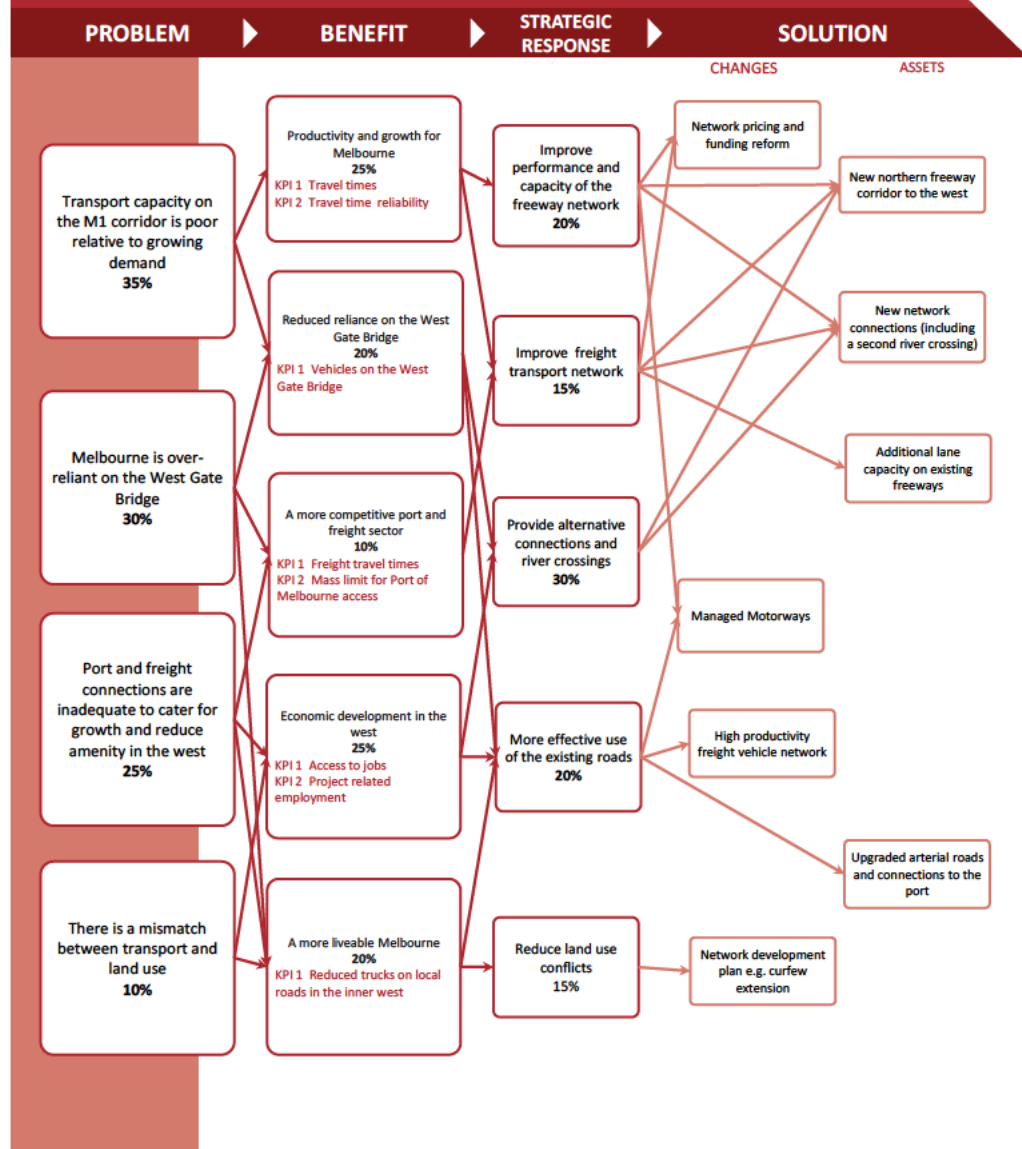 PROBLEM
BENEFIT
STRATEGIC
RESPONSE
SOLUTION
CHANGES
ASSETS
Transport capacity on
the M1 corridor is poor
relative to growing
demand
35%
Melbourne is over-
reliant on the West Gate
Bridge
30%
Port and freight
connections are
inadequate to cater for
growth and reduce
amenity in the west
25%
There is a mismatch
between transport and
land use
10%
Productivity and growth for
Melbourne
25%
KPI 1 Travel times
KPI 2 Travel time reliability
Reduced reliance on the West
Gate Bridge
20%
KPI 1 Vehicles on the West
Gate Bridge
A more competitive port and
freight sector
10%
KPI 1 Freight travel times
KPI 2 Mass limit for Port of
Melbourne access
Economic development in the
west
25%
KPI 1 Access to jobs
KPI 2 Project related
employment
A more liveable Melbourne
20%
KPI 1 Reduced trucks on local
roads in the inner west
Improve
performance and
capacity of the
freeway network
20%
Improve freight
transport network
15%
Provide alternative
connections and
river crossings
30%
More effective use
of the existing roads
20%
Reduce land use
conflicts
15%
Network pricing and
funding reform
Managed Motorways
High productivity
freight vehicle network
Network development
plan e.g. curfew
extension
New northern freeway
corridor to the west
New network
connections (including
a second river crossing)
Additional lane
capacity on existing
freeways
Upgraded arterial roads
and connections to the
port